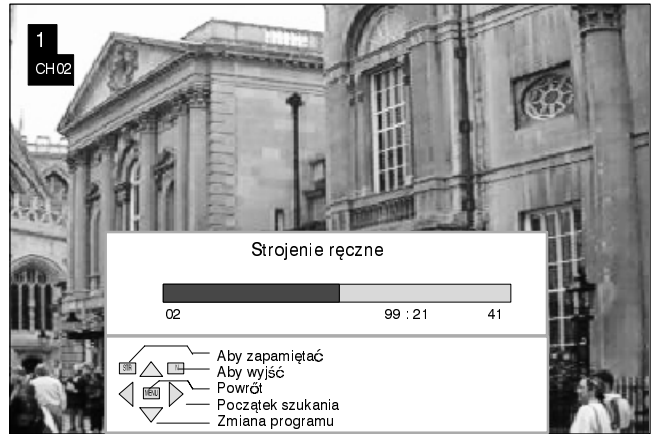 1
CH02
Strojenie ręczne
02 99 : 21 41
Aby zapamiętać
STR N Aby wyjść
MENU Powrót
Początek szukania
Zmiana programu